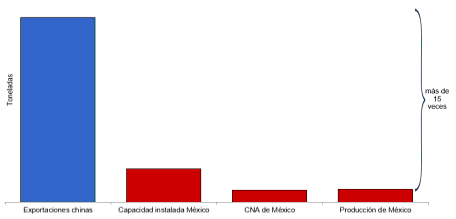 Toneladas
más de
15
veces
Exportaciones chinas
Capacidad instalada México
CNA de México
Producción de México